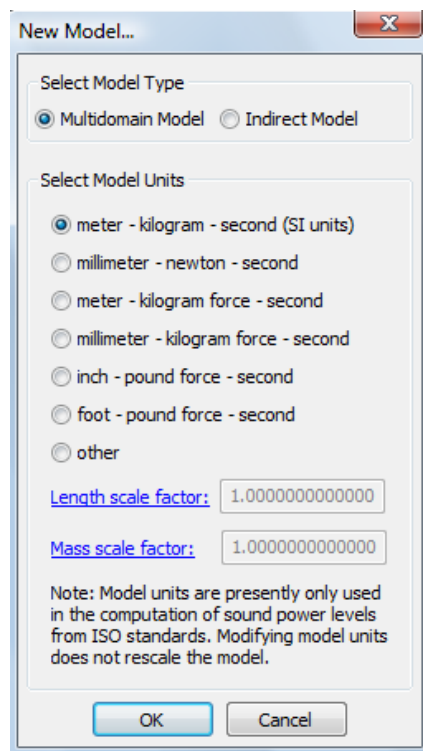 New Model...
Select Model Type
Multidomain Model Indirect Model
Select Model Units
meter - kilogram - second (SI units)
millimeter - newton - second
meter - kilogram force - second
millimeter - kilogram force - second
inch - pound force - second
foot - pound force - second
other
Length scale factor: 1.0000000000000
Mass scale factor: 1.0000000000000
Note: Model units are presently only used
in the computation of sound power levels
from ISO standards. Modifying model units
does not rescale the model.
OK Cancel